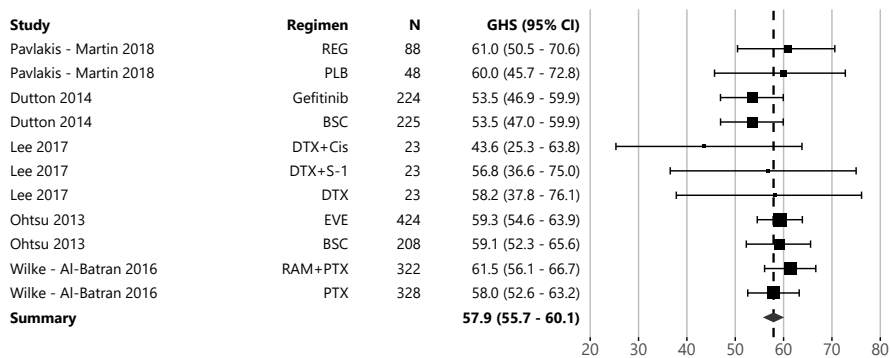 Study Regimen N GHS (95% CI)
Pavlakis - Martin 2018 REG 88 61.0 (50.5 - 70.6)
Pavlakis - Martin 2018 PLB 48 60.0 (45.7 - 72.8)
Dutton 2014 Gefitinib 224 53.5 (46.9 - 59.9)
Dutton 2014 BSC 225 53.5 (47.0 - 59.9)
Lee 2017 DTX+Cis 23 43.6 (25.3 - 63.8)
Lee 2017 DTX+S-1 23 56.8 (36.6 - 75.0)
Lee 2017 DTX 23 58.2 (37.8 - 76.1)
Ohtsu 2013 EVE 424 59.3 (54.6 - 63.9)
Ohtsu 2013 BSC 208 59.1 (52.3 - 65.6)
Wilke - Al-Batran 2016 RAM+PTX 322 61.5 (56.1 - 66.7)
Wilke - Al-Batran 2016 PTX 328 58.0 (52.6 - 63.2)
Summary 57.9 (55.7 - 60.1)
20 30 40 50 60 70 80